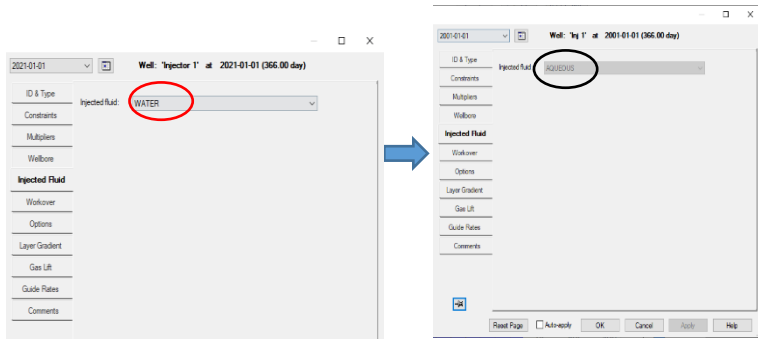 2021-01-01 Well: 'Injector 1' at 2021-01-01 (366.00 day)
ID & Type
Injected fluid: WATER
Constraints
Multipliers
Wellbore
Injected Fluid
Workover
Options
Layer Gradient
Gas Lift
Guide Rates
Comments
2001-01-01 Well: 'Inj 1' at 2001-01-01 (366.00 day)
ID & Type
Injected fluid: AQUEOUS
Constraints
Multipliers
Wellbore
Injected Fluid
Workover
Options
Layer Gradient
Gas Lift
Guide Rates
Comments
Reset Page Auto-apply OK Cancel Apply Help